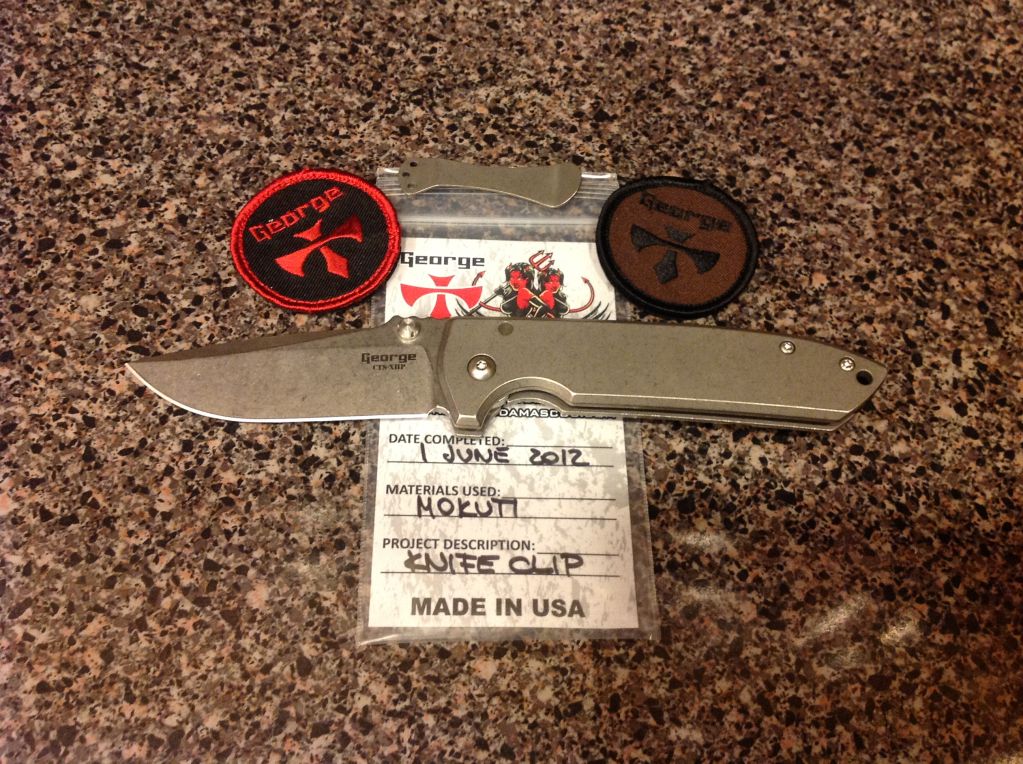 George
George
George
George
CTS-XHP
DATE COMPLETED:
1 JUNE 2012
MATERIALS USED:
MOKUTI
PROJECT DESCRIPTION:
KNIFE CLIP
MADE IN USA